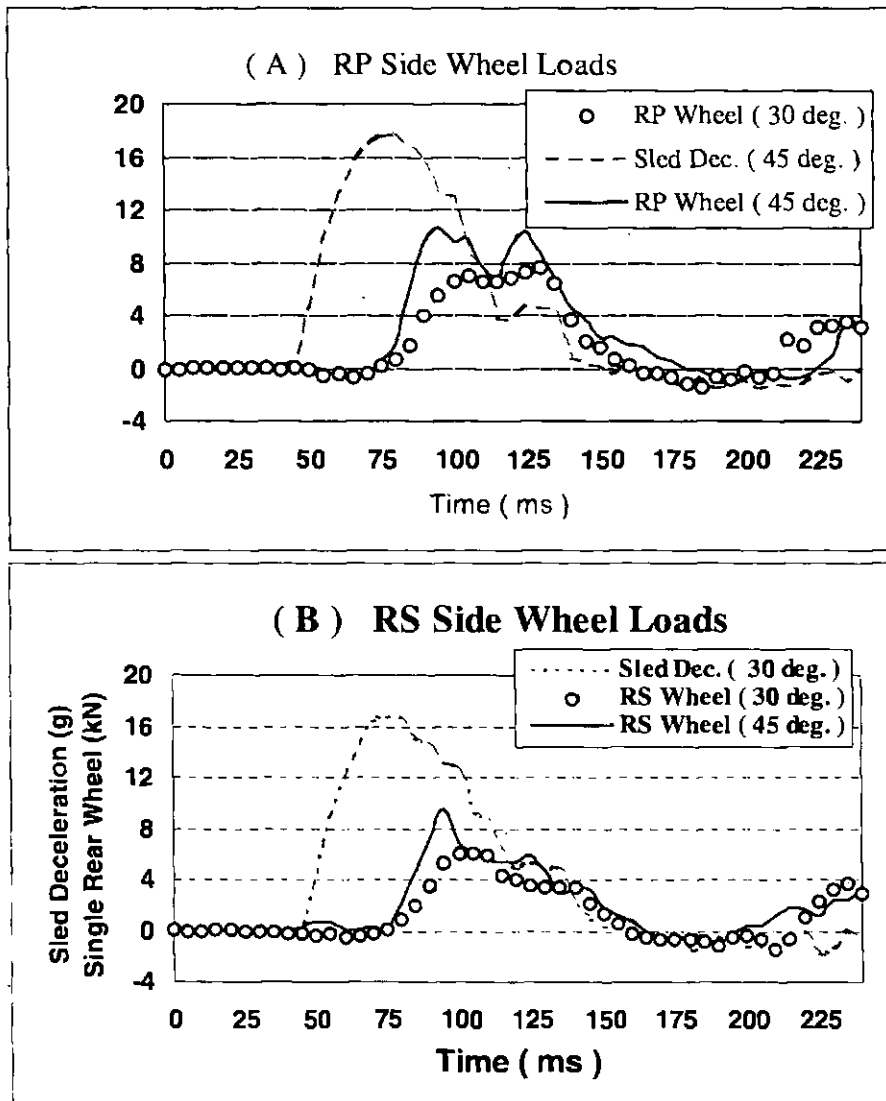 ( A ) RP Side Wheel Loads
20
16
12
8
4
0
-4
RP Wheel ( 30 deg. )
Sled Dec. ( 45 deg. )
RP Wheel ( 45 deg. )
0 25 50 75 100 125 150 175 200 225
Time ( ms )
( B ) RS Side Wheel Loads
Sled Deceleration (g)
Single Rear Wheel (kN)
20
16
12
8
4
0
-4
Sled Dec. ( 30 deg. )
RS Wheel ( 30 deg. )
RS Wheel ( 45 deg. )
0 25 50 75 100 125 150 175 200 225
Time ( ms )